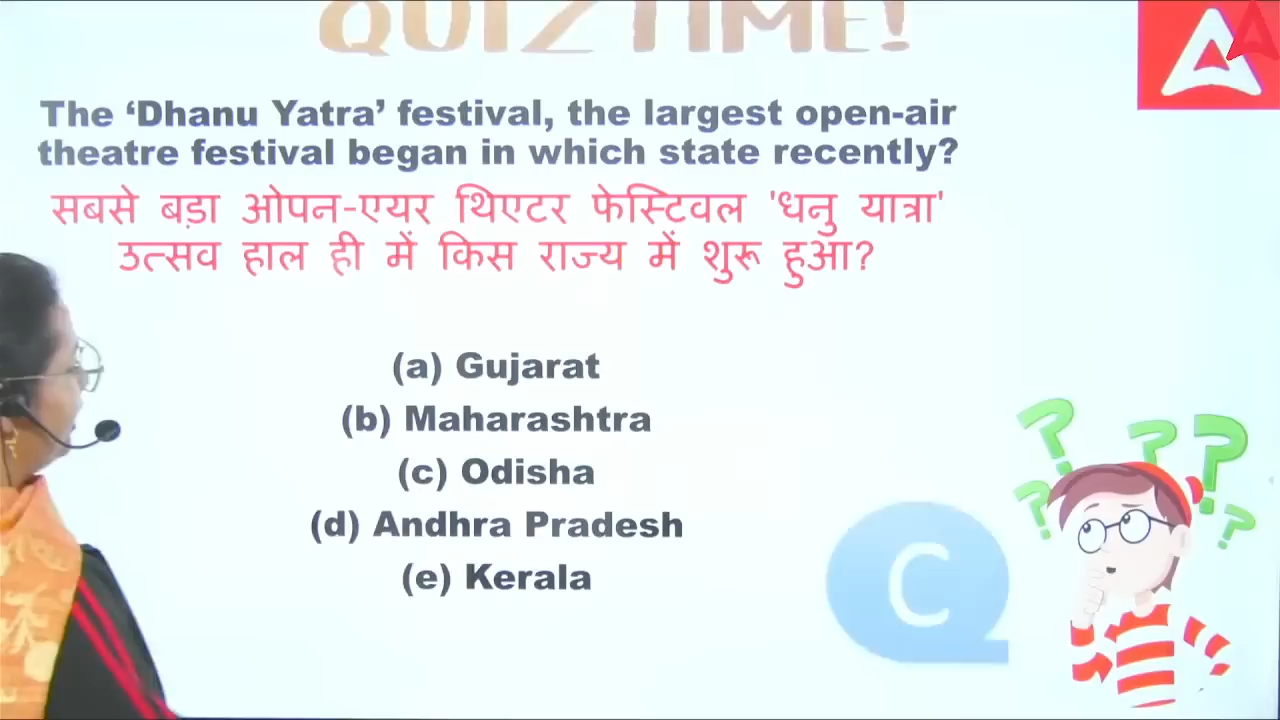 QUIZ TIME!
The ‘Dhanu Yatra’ festival, the largest open-air
theatre festival began in which state recently?
सबसे बड़ा ओपन-एयर थिएटर फेस्टिवल 'धनु यात्रा'
उत्सव हाल ही में किस राज्य में शुरू हुआ?
(a) Gujarat
(b) Maharashtra
(c) Odisha
(d) Andhra Pradesh
(e) Kerala
C